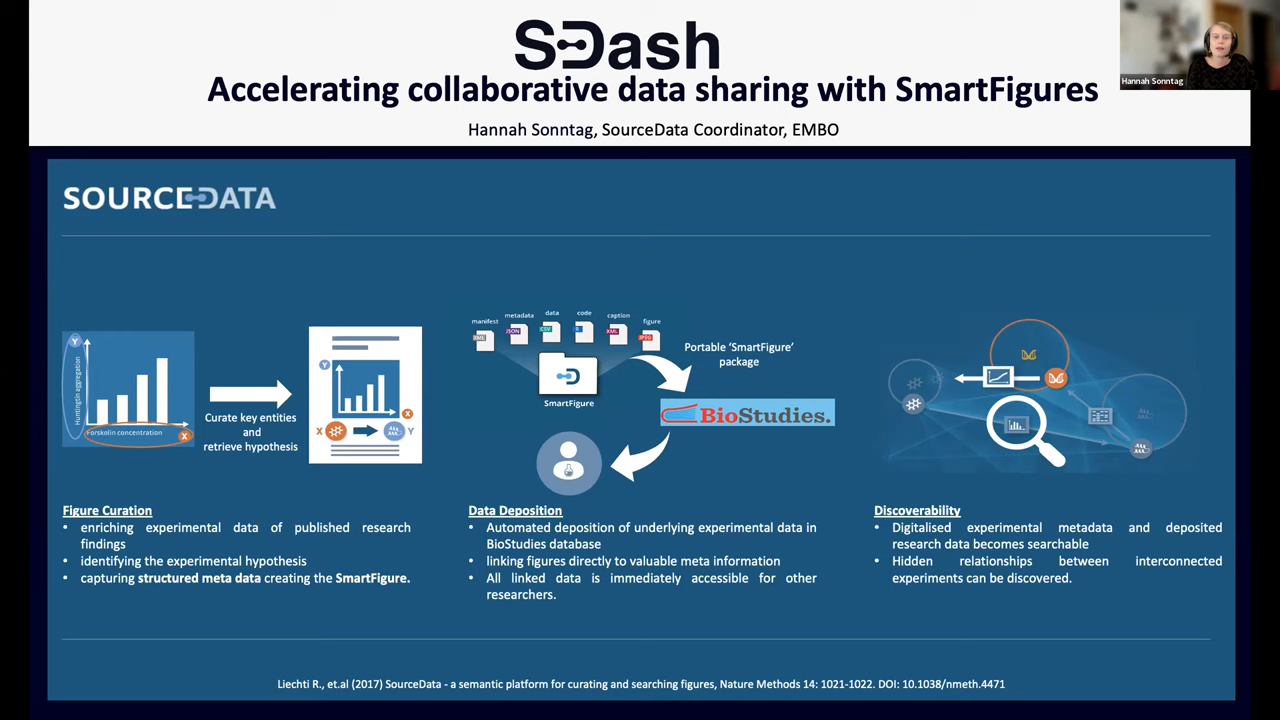 SDash
Accelerating collaborative data sharing with SmartFigures
Hannah Sonntag, SourceData Coordinator, EMBO
Hannah Sonntag
SOURCEDATA
Y
Huntingtin aggregation
Forskolin concentration
X
Curate key entities
and
retrieve hypothesis
Y
X
X
Y
manifest
metadata
data
code
caption
figure
XML
JSON
CSV
R
XML
JPEG
SmartFigure
Portable ‘SmartFigure’
package
BioStudies.
Figure Curation
• enriching experimental data of published research
findings
• identifying the experimental hypothesis
• capturing structured meta data creating the SmartFigure.
Data Deposition
• Automated deposition of underlying experimental data in
BioStudies database
• linking figures directly to valuable meta information
• All linked data is immediately accessible for other
researchers.
Discoverability
• Digitalised experimental metadata and deposited
research data becomes searchable
• Hidden relationships between interconnected
experiments can be discovered.
Liechti R., et.al (2017) SourceData - a semantic platform for curating and searching figures, Nature Methods 14: 1021-1022. DOI: 10.1038/nmeth.4471